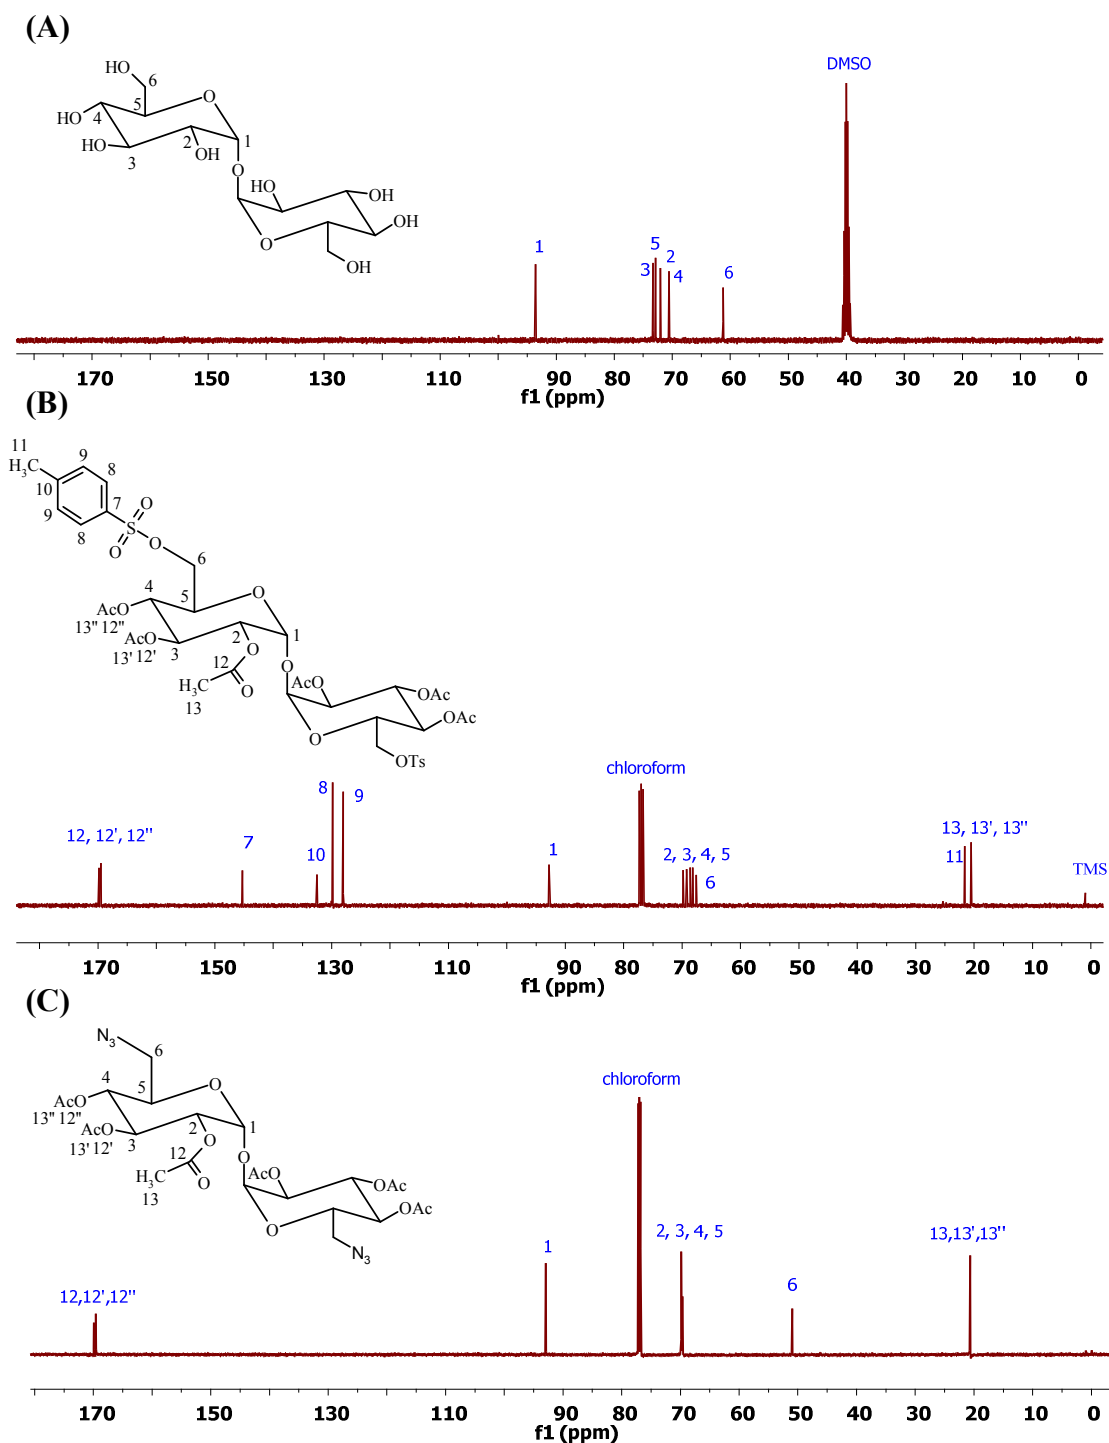 (A)
DMSO
HO
6
5
O
HO
4
2
1
HO
3
OH
O
HO
OH
OH
O
OH
1
5
2
3
4
6
170 150 130 110 90 80 70 60 50 40 30 20 10 0
f1 (ppm)
(B)
11
H3C
9
8
10
7
O
9
S
8
O
O
6
4
5
O
AcO
13'' 12''
AcO
2
1
13' 12'
3
12
O
O
H3C
O
AcO
OAc
13
OAc
O
OTs
chloroform
8
9
12, 12', 12''
7
10
1
2, 3, 4, 5
6
13, 13', 13''
11
TMS
170 150 130 110 90 80 70 60 50 40 30 20 10 0
f1 (ppm)
(C)
N3
6
4
5
O
AcO
13'' 12''
AcO
2
1
13' 12'
3
12
O
O
H3C
O
AcO
OAc
13
OAc
O
N3
chloroform
12,12',12''
1
2, 3, 4, 5
6
13,13',13''
170 150 130 110 90 80 70 60 50 40 30 20 10 0
f1 (ppm)